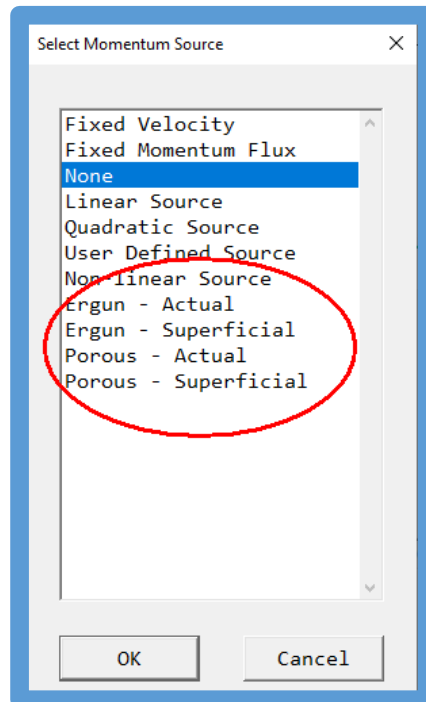 Select Momentum Source
Fixed Velocity
Fixed Momentum Flux
None
Linear Source
Quadratic Source
User Defined Source
Non-linear Source
Ergun - Actual
Ergun - Superficial
Porous - Actual
Porous - Superficial
OK
Cancel